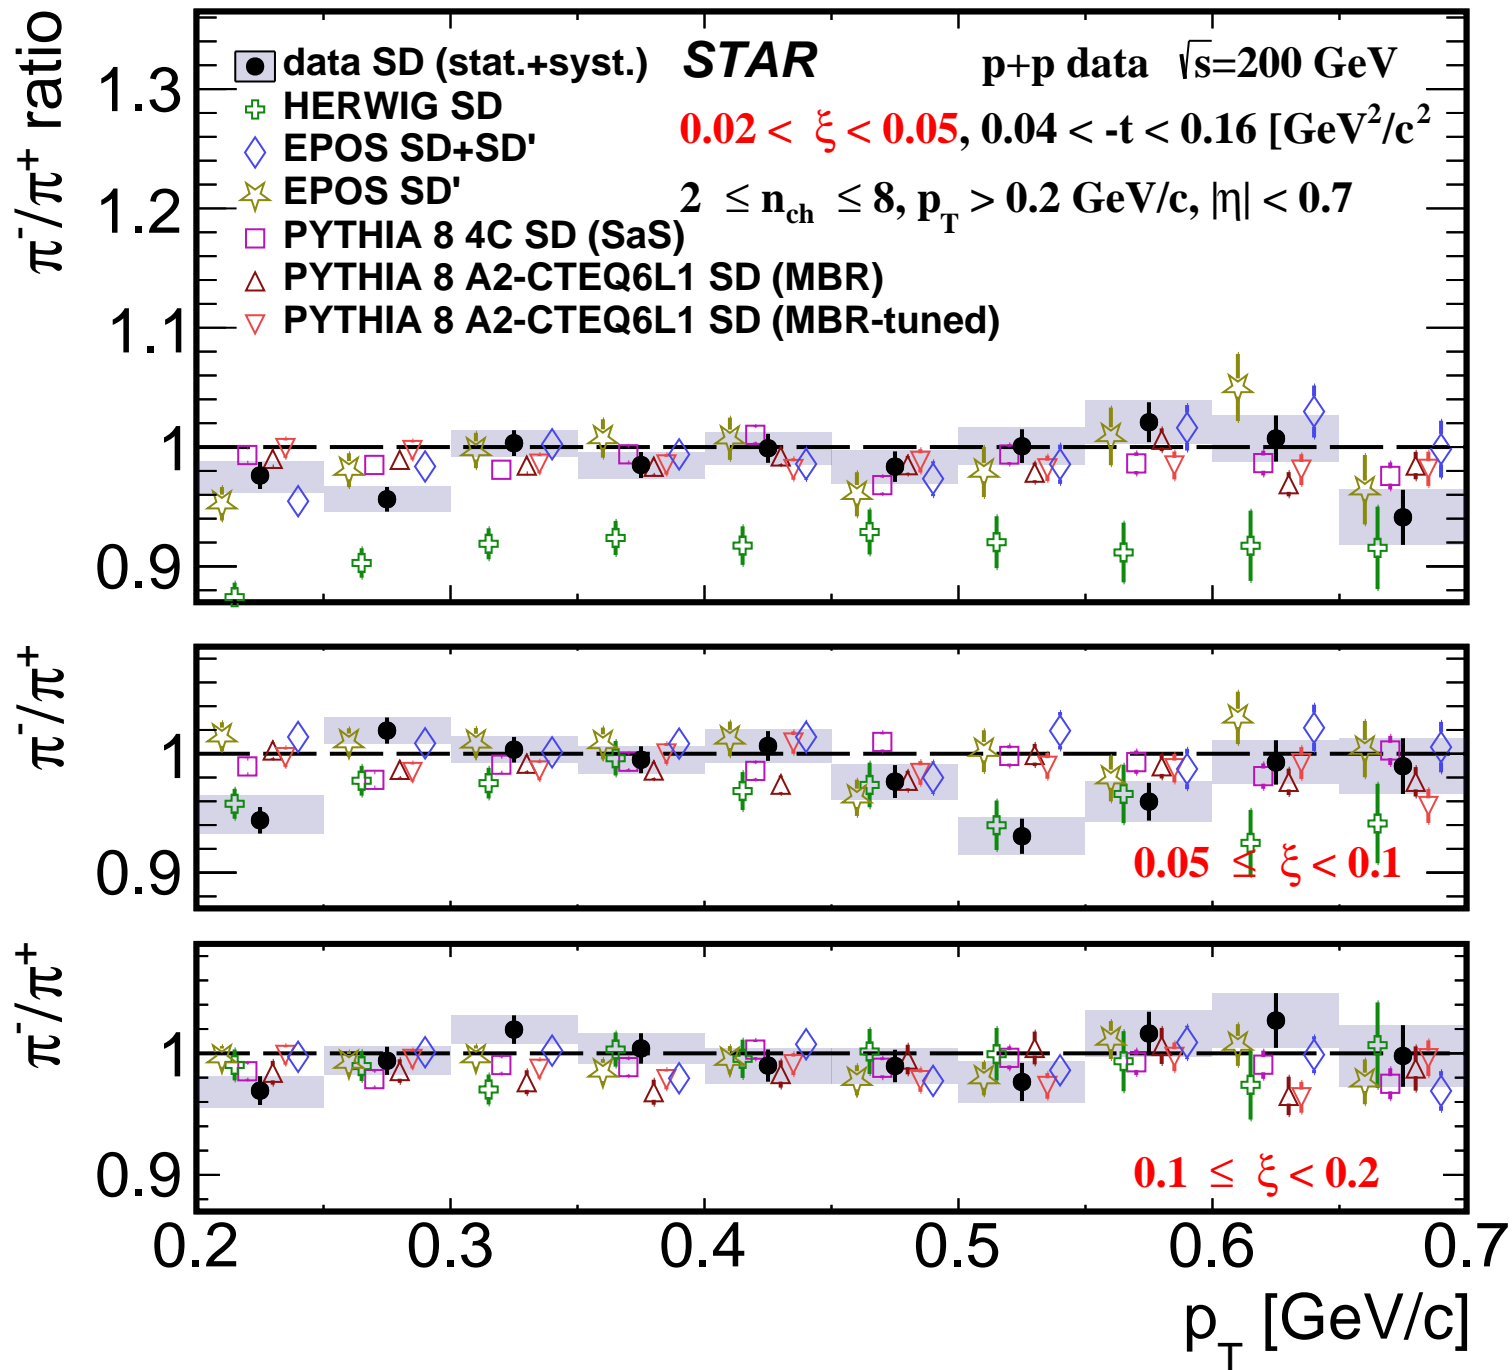 π⁻/π⁺ ratio
1.3
1.2
1.1
1
0.9
data SD (stat.+syst.)
HERWIG SD
EPOS SD+SD'
EPOS SD'
PYTHIA 8 4C SD (SaS)
PYTHIA 8 A2-CTEQ6L1 SD (MBR)
PYTHIA 8 A2-CTEQ6L1 SD (MBR-tuned)
STAR p+p data √s=200 GeV
0.02 < ξ < 0.05, 0.04 < -t < 0.16 [GeV²/c²
2 ≤ n_ch ≤ 8, p_T > 0.2 GeV/c, |η| < 0.7
π⁻/π⁺
1
0.9
0.05 ≤ ξ < 0.1
π⁻/π⁺
1
0.9
0.1 ≤ ξ < 0.2
0.2 0.3 0.4 0.5 0.6 0.7
p_T [GeV/c]